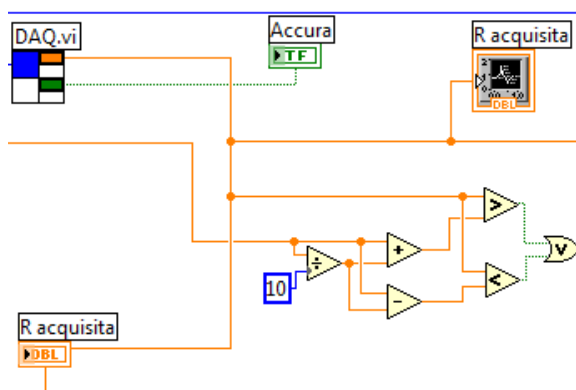 DAQ.vi
Accura
TF
R acquisita
DBL
10
÷
+
-
>
<
V
R acquisita
DBL